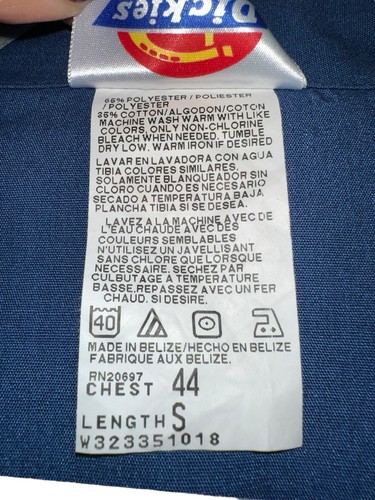 Dickies
65% POLYESTER / POLIESTER
/ POLYESTER
35% COTTON/ALGODON/COTON
MACHINE WASH WARM WITH LIKE
COLORS, ONLY NON-CLORINE
BLEACH WHEN NEEDED. TUMBLE
DRY LOW. WARM IRON IF DESIRED
LAVAR EN LAVADORA CON AGUA
TIBIA COLORES SIMILARES.
SOLAMENTE BLANQUEADOR SIN
CLORO CUANDO ES NECESARIO
SECADO A TEMPERATURA BAJA
PLANCHA TIBIA SI SE DESEA.
LAVEZ A LA MACHINE AVEC DE
L'EAU CHAUDE AVEC DES
COULEURS SEMBLABLES
N'UTILISEZ UN JAVELLISANT
SANS CHLORE QUE LORSQUE
NECESSAIRE. SECHEZ PAR
CULBUTAGE A TEMPERATURE
BASSE,REPASSEZ AVEC UN FER
CHAUD. SI DESIRE.
40
MADE IN BELIZE/HECHO EN BELIZE
FABRIQUE AUX BELIZE.
RN20697
CHEST 44
LENGTH S
W323351018